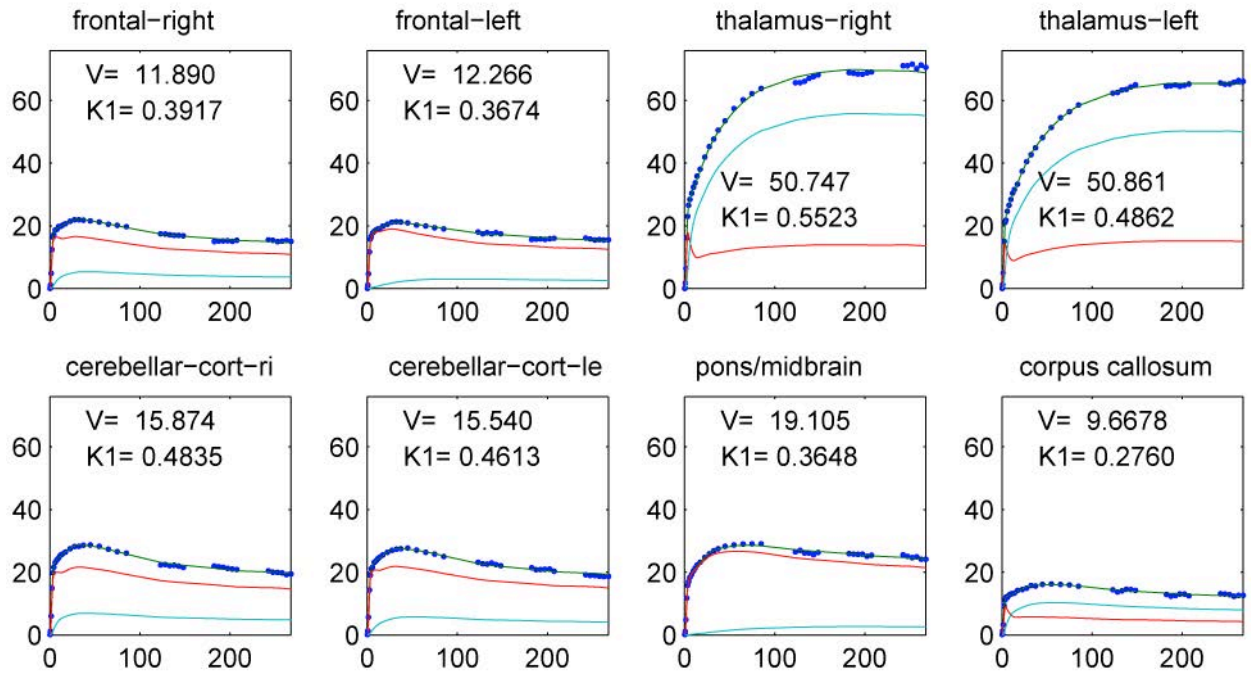 frontal−right
V= 11.890
K1= 0.3917
60
40
20
0
0 100 200
frontal−left
V= 12.266
K1= 0.3674
60
40
20
0
0 100 200
thalamus−right
60
40
20
0
V= 50.747
K1= 0.5523
0 100 200
thalamus−left
60
40
20
0
V= 50.861
K1= 0.4862
0 100 200
cerebellar−cort−ri
V= 15.874
K1= 0.4835
60
40
20
0
0 100 200
cerebellar−cort−le
V= 15.540
K1= 0.4613
60
40
20
0
0 100 200
pons/midbrain
V= 19.105
K1= 0.3648
60
40
20
0
0 100 200
corpus callosum
V= 9.6678
K1= 0.2760
60
40
20
0
0 100 200